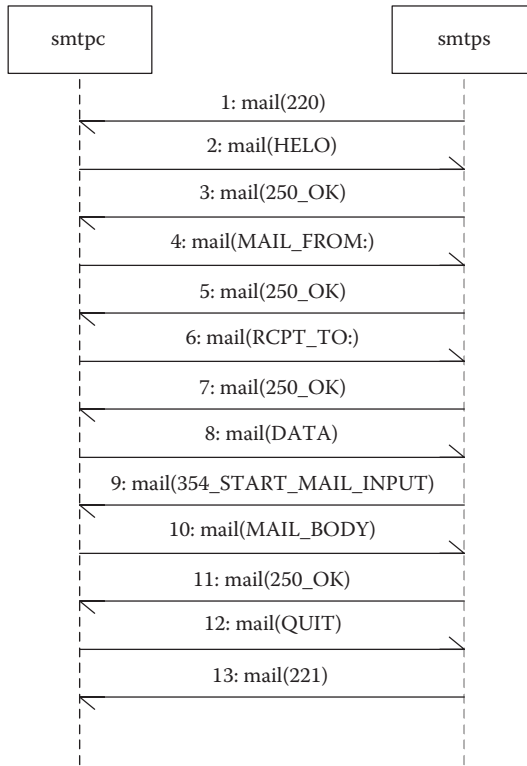 smtpc
smtps
1: mail(220)
2: mail(HELO)
3: mail(250_OK)
4: mail(MAIL_FROM:)
5: mail(250_OK)
6: mail(RCPT_TO:)
7: mail(250_OK)
8: mail(DATA)
9: mail(354_START_MAIL_INPUT)
10: mail(MAIL_BODY)
11: mail(250_OK)
12: mail(QUIT)
13: mail(221)